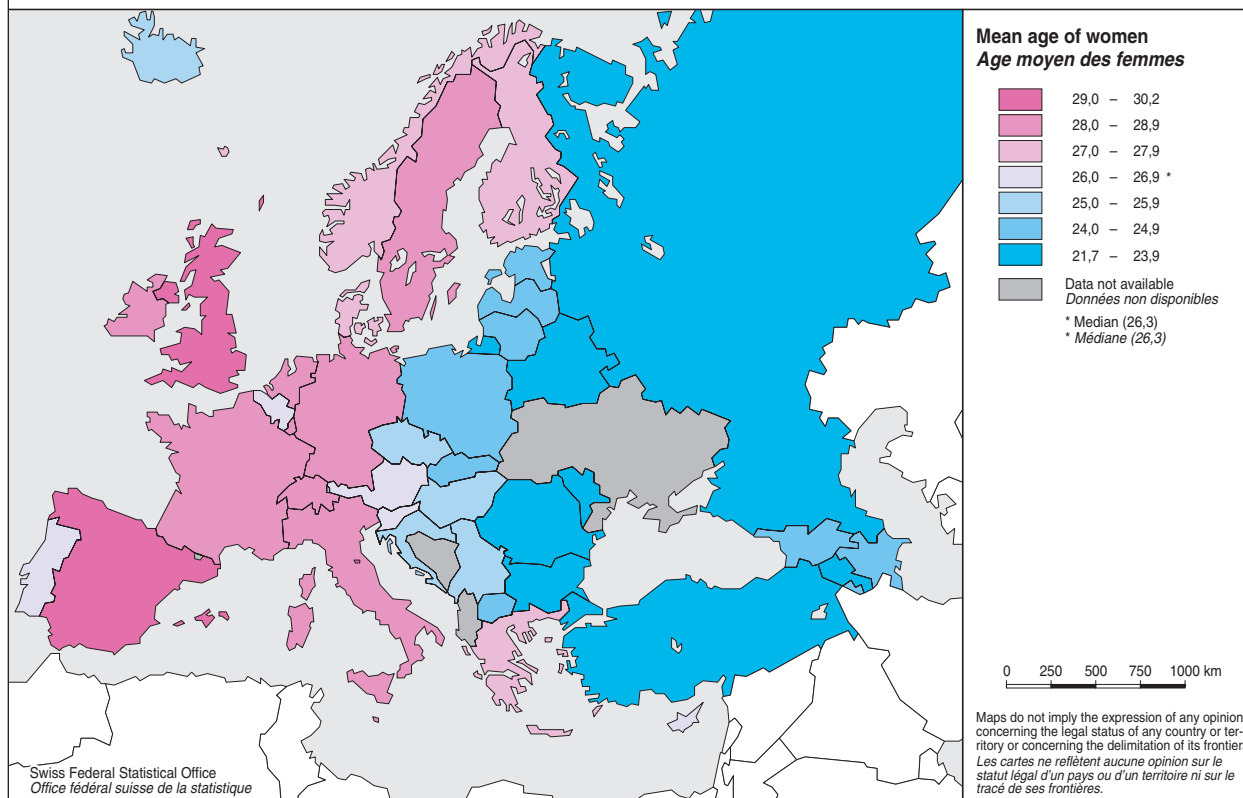 Mean age of women
Age moyen des femmes
29,0 – 30,2
28,0 – 28,9
27,0 – 27,9
26,0 – 26,9 *
25,0 – 25,9
24,0 – 24,9
21,7 – 23,9
Data not available
Données non disponibles
* Median (26,3)
* Médiane (26,3)
0 250 500 750 1000 km
Maps do not imply the expression of any opinion
concerning the legal status of any country or ter-
ritory or concerning the delimitation of its frontier
Les cartes ne reflètent aucune opinion sur le
statut légal d'un pays ou d'un territoire ni sur le
tracé de ses frontières.
Swiss Federal Statistical Office
Office fédéral suisse de la statistique